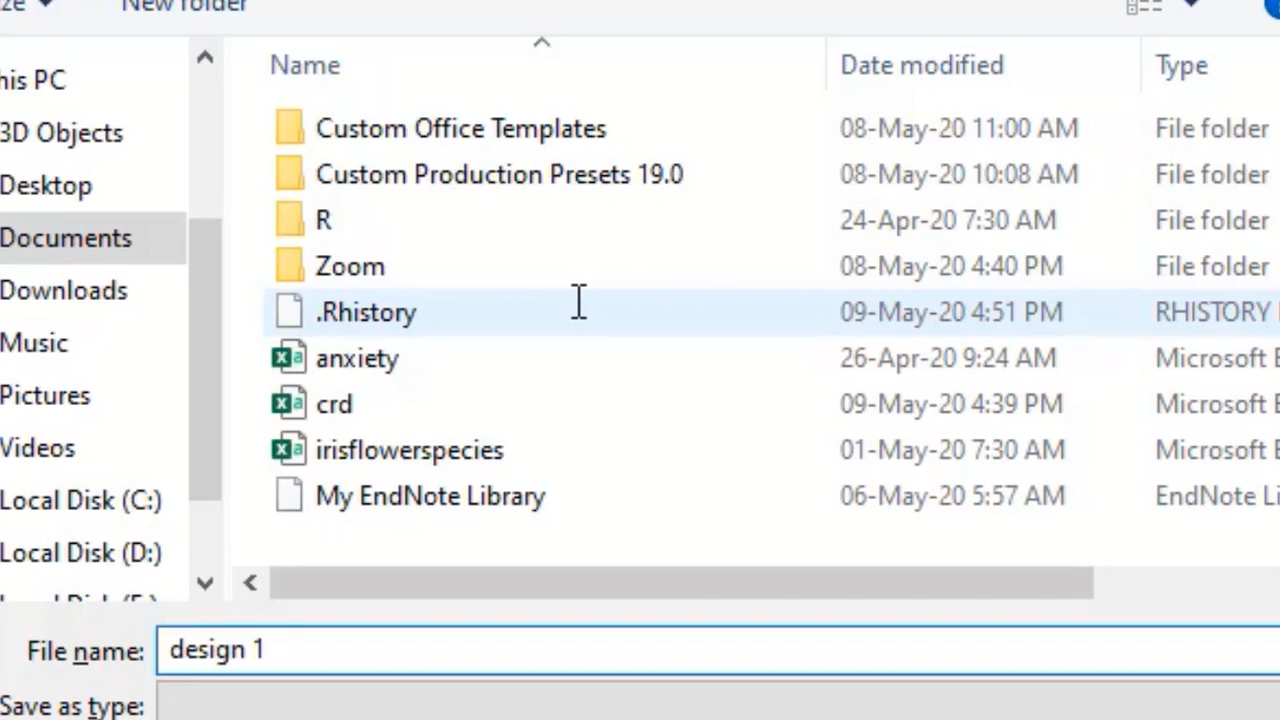 New folder
Name Date modified Type
his PC
3D Objects
Desktop
Documents
Downloads
Music
Pictures
Videos
Local Disk (C:)
Local Disk (D:)
Custom Office Templates 08-May-20 11:00 AM File folder
Custom Production Presets 19.0 08-May-20 10:08 AM File folder
R 24-Apr-20 7:30 AM File folder
Zoom 08-May-20 4:40 PM File folder
.Rhistory 09-May-20 4:51 PM RHISTORY
anxiety 26-Apr-20 9:24 AM Microsoft E
crd 09-May-20 4:39 PM Microsoft E
irisflowerspecies 01-May-20 7:30 AM Microsoft E
My EndNote Library 06-May-20 5:57 AM EndNote Li
File name: design 1
Save as type: